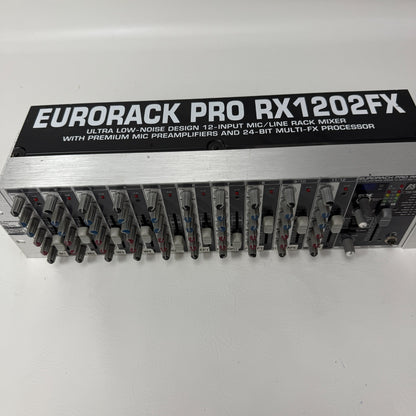 EURORACK PRO RX1202FX
ULTRA LOW-NOISE DESIGN 12-INPUT MIC/LINE RACK MIXER
WITH PREMIUM MIC PREAMPLIFIERS AND 24-BIT MULTI-FX PROCESSOR